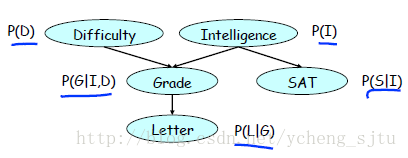 P(D) Difficulty Intelligence P(I)
P(G|I,D) Grade SAT P(S|I)
Letter P(L|G)
http://blog.csdn.net/ycheng_sjtu